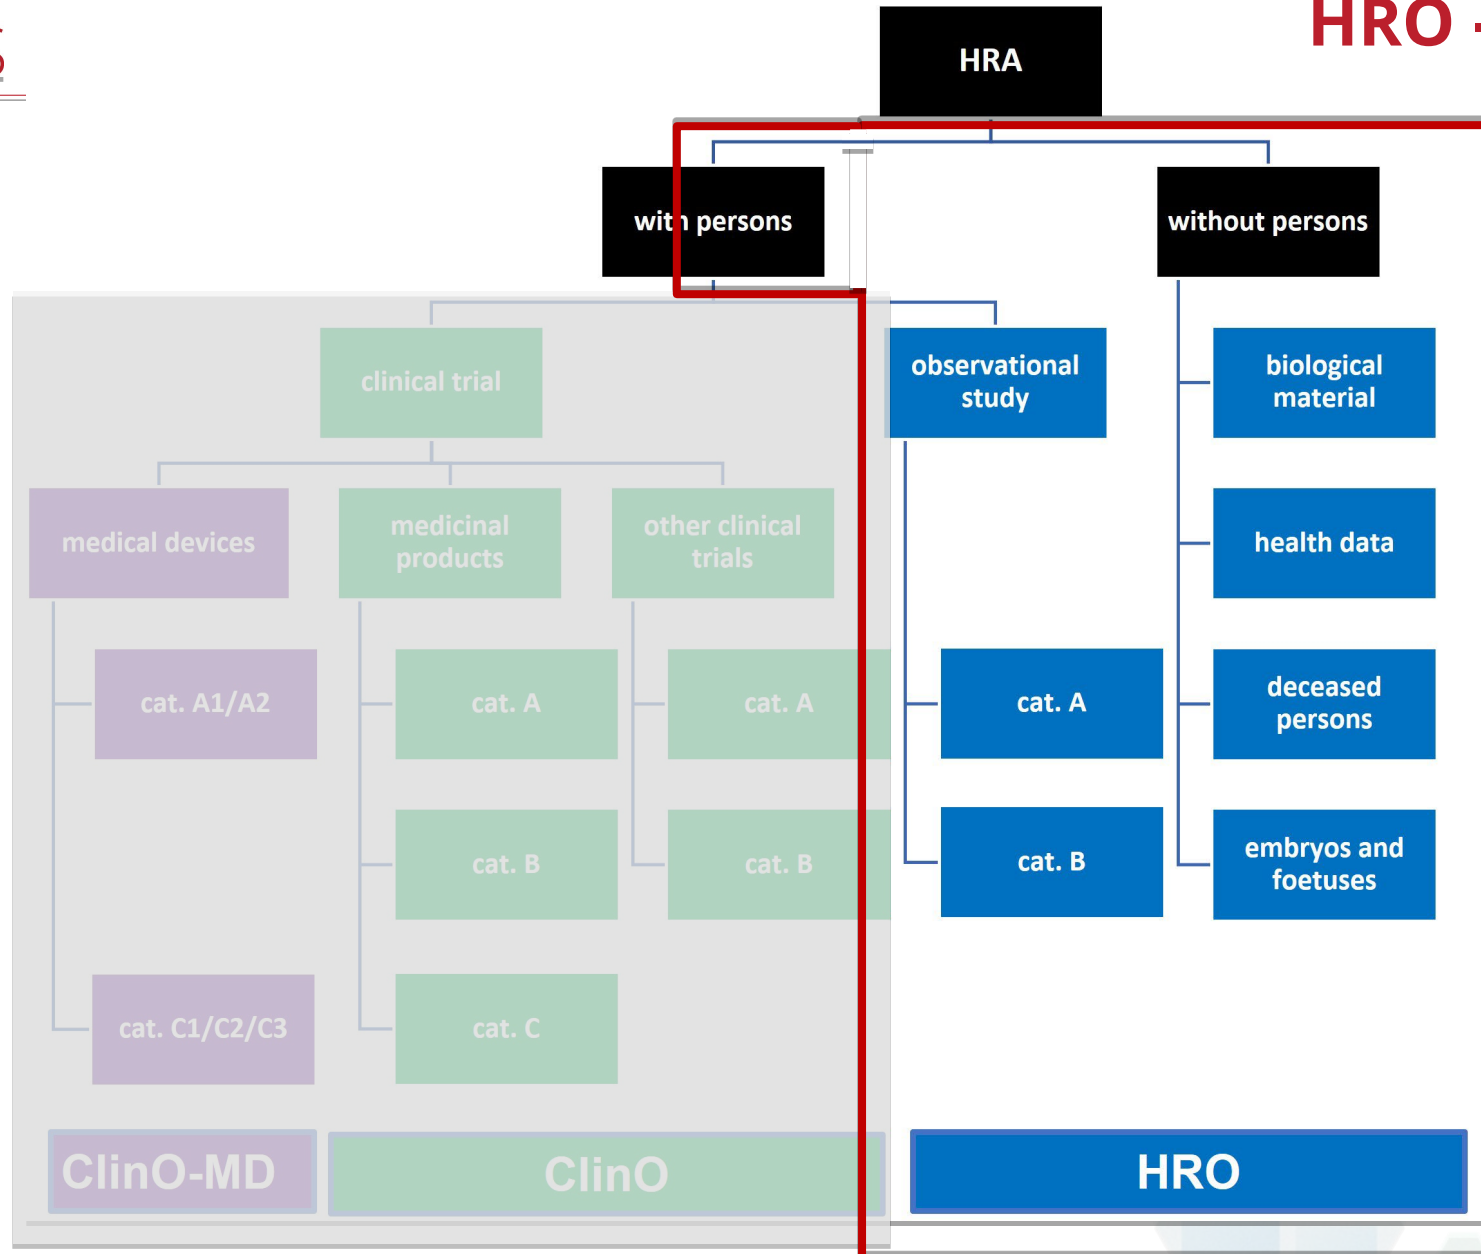 HRO -
HRA
with persons
without persons
clinical trial
observational
study
biological
material
medical devices
medicinal
products
other clinical
trials
health data
cat. A1/A2
cat. A
cat. A
cat. A
deceased
persons
cat. B
cat. B
cat. B
embryos and
foetuses
cat. C1/C2/C3
cat. C
ClinO-MD
ClinO
HRO